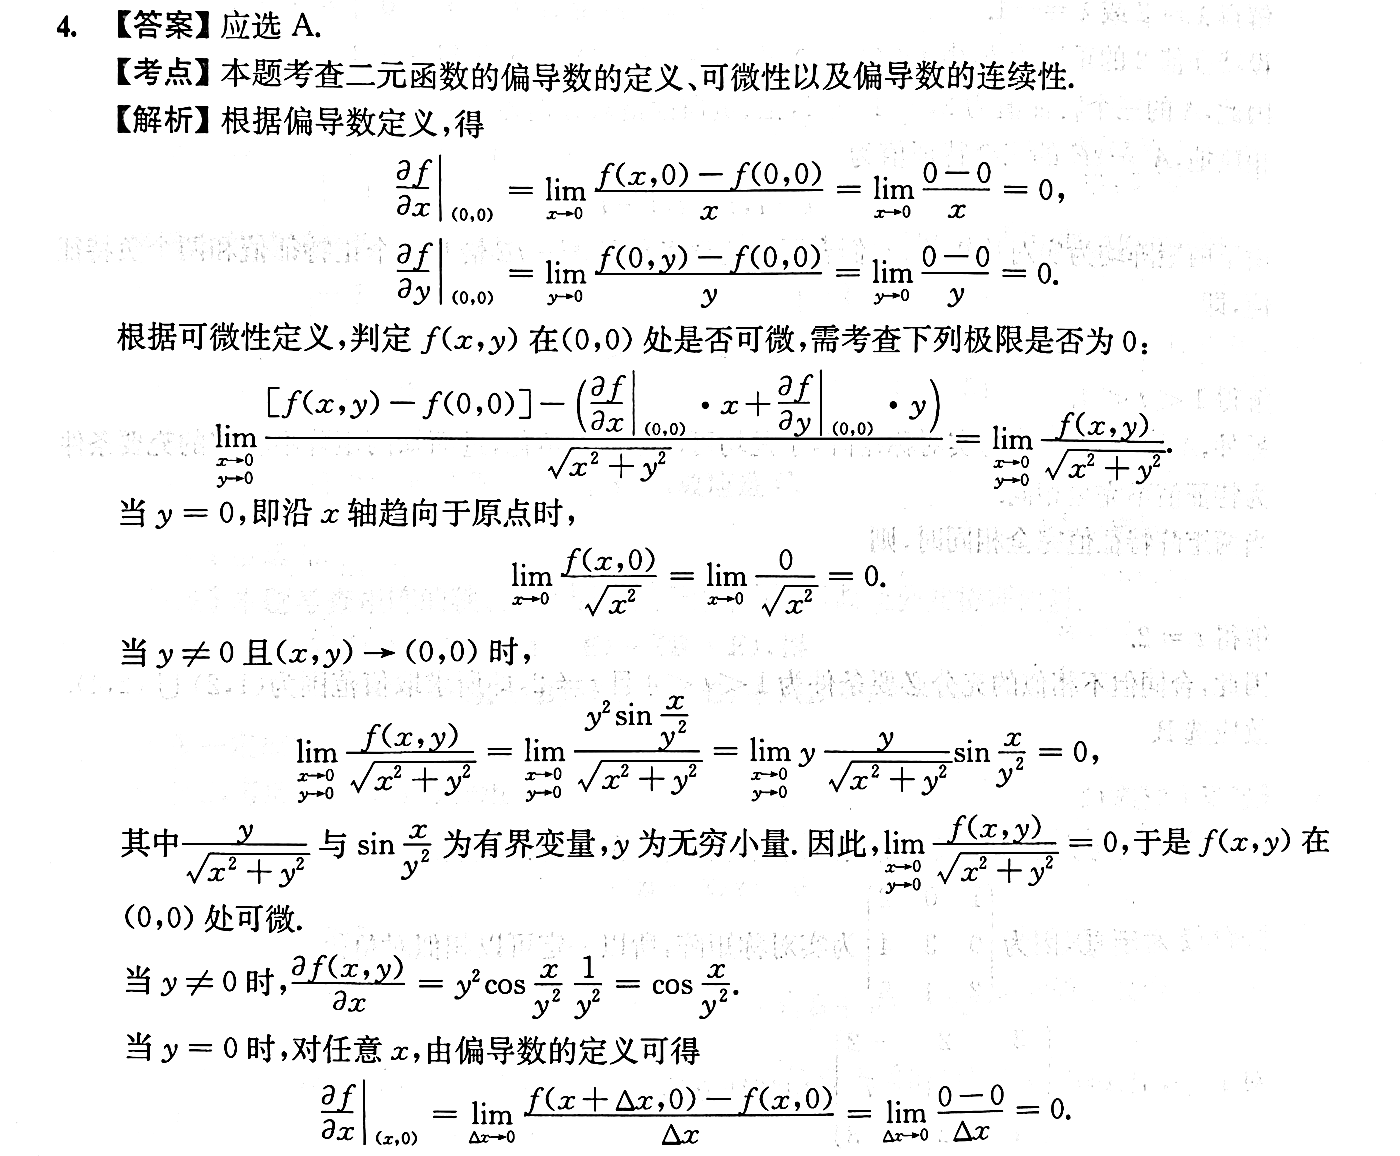 4. 【答案】应选 A.
【考点】本题考查二元函数的偏导数的定义、可微性以及偏导数的连续性.
【解析】根据偏导数定义,得
∂f/∂x|(0,0) = lim x→0 (f(x,0) − f(0,0))/x = lim x→0 (0−0)/x = 0,
∂f/∂y|(0,0) = lim y→0 (f(0,y) − f(0,0))/y = lim y→0 (0−0)/y = 0.
根据可微性定义,判定 f(x,y) 在(0,0) 处是否可微,需考查下列极限是否为 0:
lim x→0 y→0 ([f(x,y) − f(0,0)] − (∂f/∂x|(0,0) · x + ∂f/∂y|(0,0) · y))/√(x² + y²) = lim x→0 y→0 f(x,y)/√(x² + y²).
当 y = 0,即沿 x 轴趋向于原点时,
lim x→0 f(x,0)/√(x²) = lim x→0 0/√(x²) = 0.
当 y ≠ 0 且(x,y) → (0,0) 时,
lim x→0 y→0 f(x,y)/√(x² + y²) = lim x→0 y→0 (y² sin x/y²)/√(x² + y²) = lim x→0 y→0 y y/√(x² + y²) sin x/y² = 0,
其中 y/√(x² + y²) 与 sin x/y² 为有界变量,y 为无穷小量. 因此, lim x→0 y→0 f(x,y)/√(x² + y²) = 0,于是 f(x,y) 在
(0,0) 处可微.
当 y ≠ 0 时, ∂f(x,y)/∂x = y² cos x/y² 1/y² = cos x/y².
当 y = 0 时,对任意 x,由偏导数的定义可得
∂f/∂x|(x,0) = lim Δx→0 (f(x + Δx,0) − f(x,0))/Δx = lim Δx→0 (0−0)/Δx = 0.